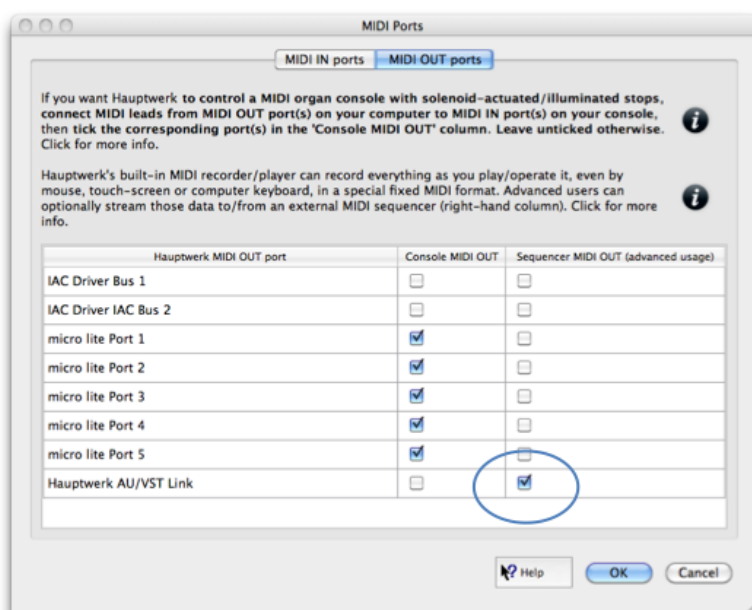 MIDI Ports
MIDI IN ports MIDI OUT ports
If you want Hauptwerk to control a MIDI organ console with solenoid-actuated/illuminated stops,
connect MIDI leads from MIDI OUT port(s) on your computer to MIDI IN port(s) on your console,
then tick the corresponding port(s) in the 'Console MIDI OUT' column. Leave unticked otherwise.
Click for more info.
Hauptwerk's built-in MIDI recorder/player can record everything as you play/operate it, even by
mouse, touch-screen or computer keyboard, in a special fixed MIDI format. Advanced users can
optionally stream those data to/from an external MIDI sequencer (right-hand column). Click for more
info.
Hauptwerk MIDI OUT port Console MIDI OUT Sequencer MIDI OUT (advanced usage)
IAC Driver Bus 1
IAC Driver IAC Bus 2
micro lite Port 1
micro lite Port 2
micro lite Port 3
micro lite Port 4
micro lite Port 5
Hauptwerk AU/VST Link
Help OK Cancel